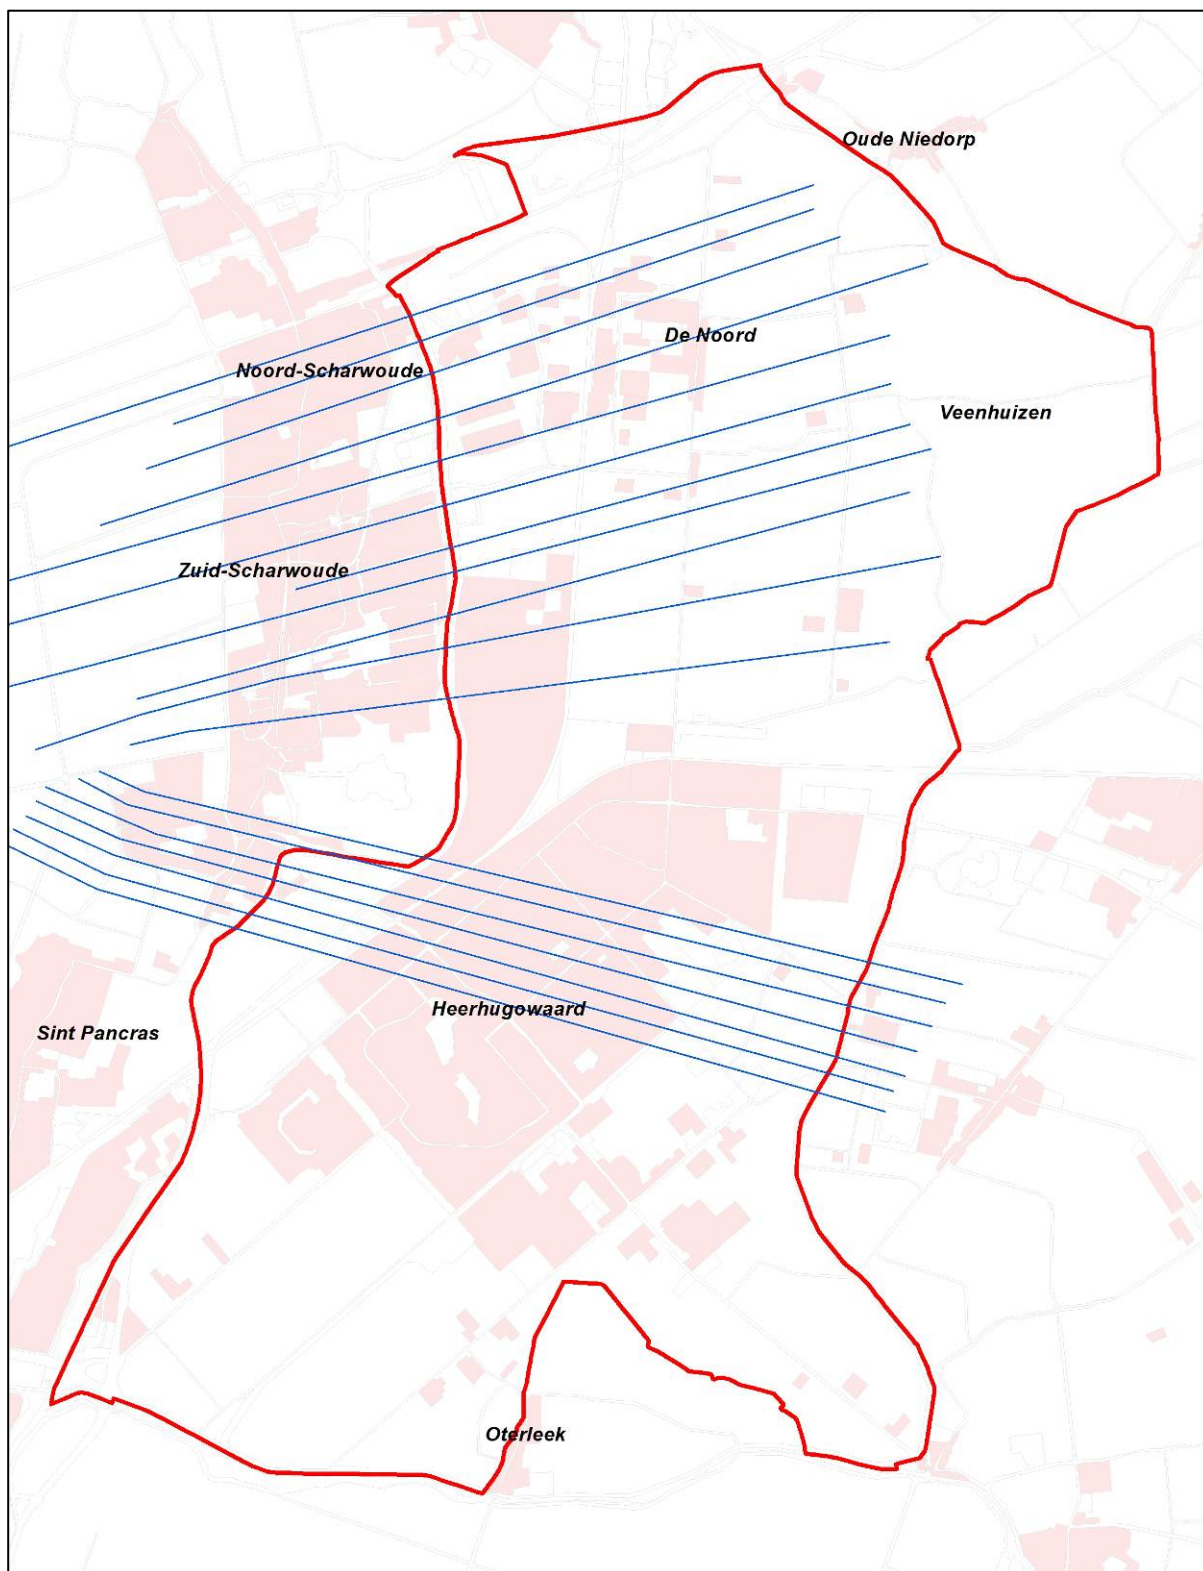 Oude Niedorp
De Noord
Noord-Scharwoude
Veenhuizen
Zuid-Scharwoude
Heerhugowaard
Sint Pancras
Oterleek